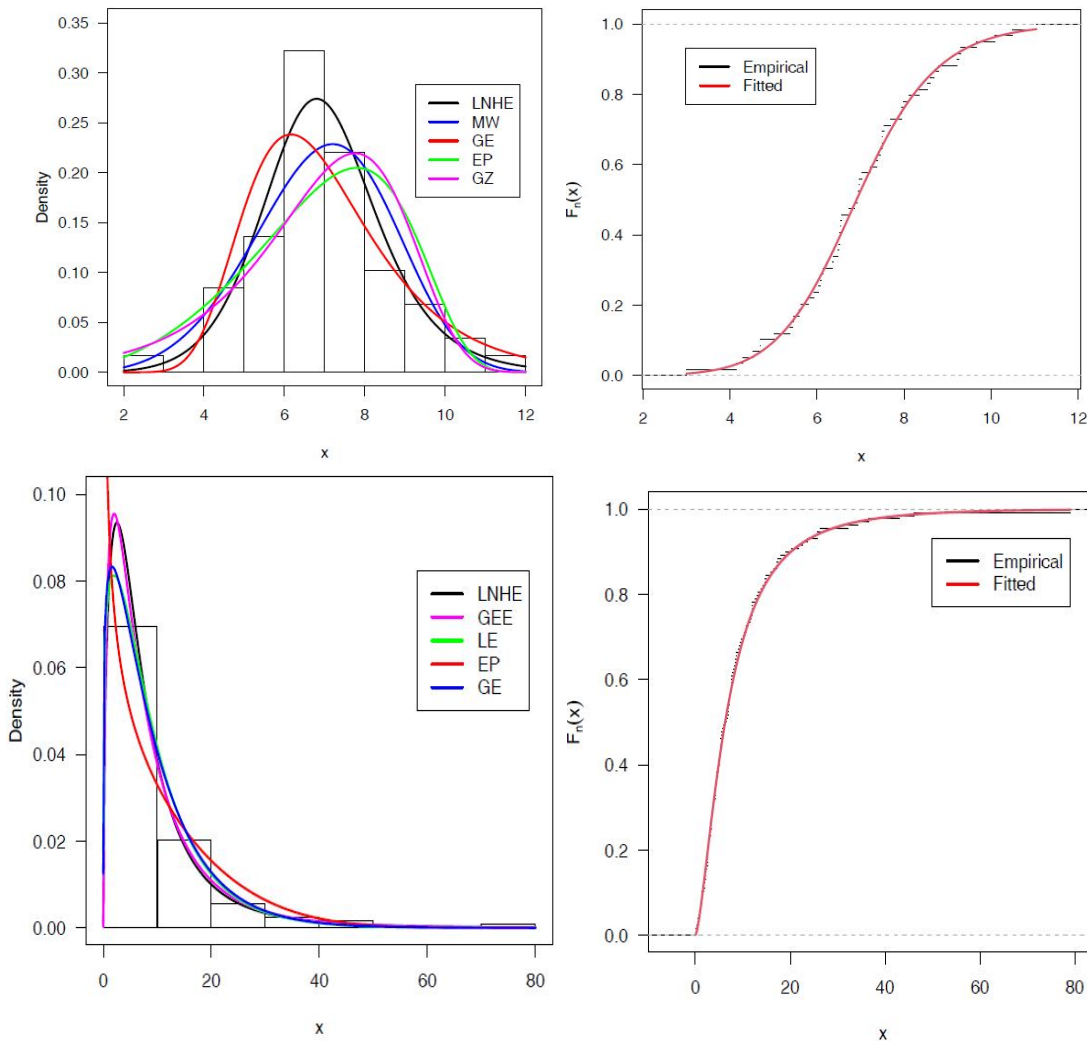 0.35
0.30
0.25
0.20
0.15
0.10
0.05
0.00
Density
LNHE
MW
GE
EP
GZ
2 4 6 8 10 12
x
1.0
0.8
0.6
0.4
0.2
0.0
Fn(x)
Empirical
Fitted
2 4 6 8 10 12
x
0.10
0.08
0.06
0.04
0.02
0.00
Density
LNHE
GEE
LE
EP
GE
0 20 40 60 80
x
1.0
0.8
0.6
0.4
0.2
0.0
Fn(x)
Empirical
Fitted
0 20 40 60 80
x